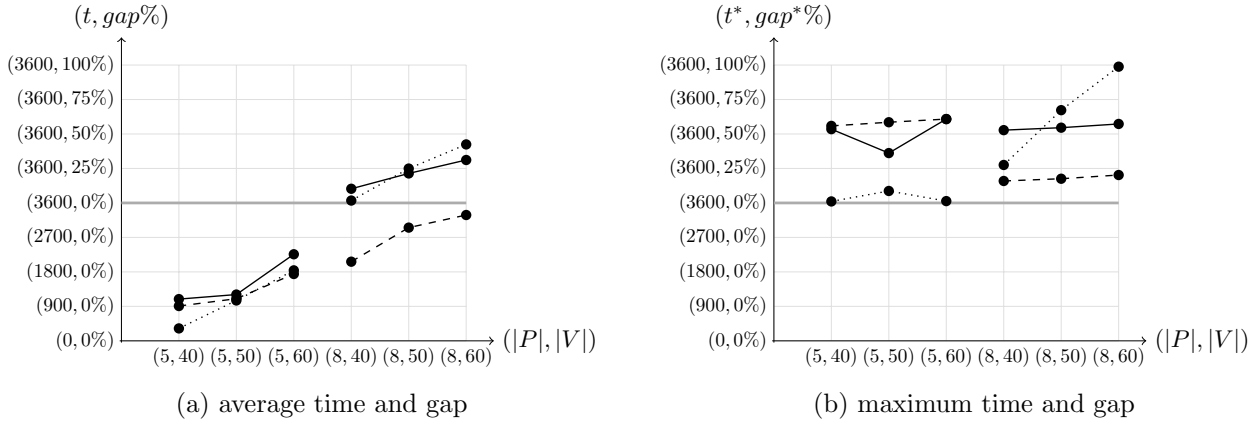 (t, gap%)
(3600, 100%)
(3600, 75%)
(3600, 50%)
(3600, 25%)
(3600, 0%)
(2700, 0%)
(1800, 0%)
(900, 0%)
(0, 0%)
(5, 40) (5, 50) (5, 60) (8, 40) (8, 50) (8, 60)
(|P|, |V|)
(a) average time and gap
(t*, gap*%)
(3600, 100%)
(3600, 75%)
(3600, 50%)
(3600, 25%)
(3600, 0%)
(2700, 0%)
(1800, 0%)
(900, 0%)
(0, 0%)
(5, 40) (5, 50) (5, 60) (8, 40) (8, 50) (8, 60)
(|P|, |V|)
(b) maximum time and gap